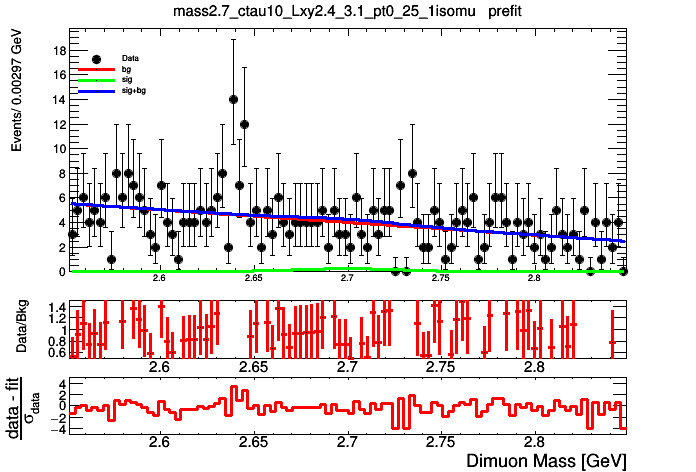 mass2.7_ctau10_Lxy2.4_3.1_pt0_25_1isomu prefit
Events/ 0.00297 GeV
18
16
14
12
10
8
6
4
2
0
Data
bg
sig
sig+bg
2.6 2.65 2.7 2.75 2.8
Data/Bkg
1.4
1.2
1
0.8
0.6
2.6 2.65 2.7 2.75 2.8
data - fit
σdata
4
2
0
−2
−4
2.6 2.65 2.7 2.75 2.8
Dimuon Mass [GeV]